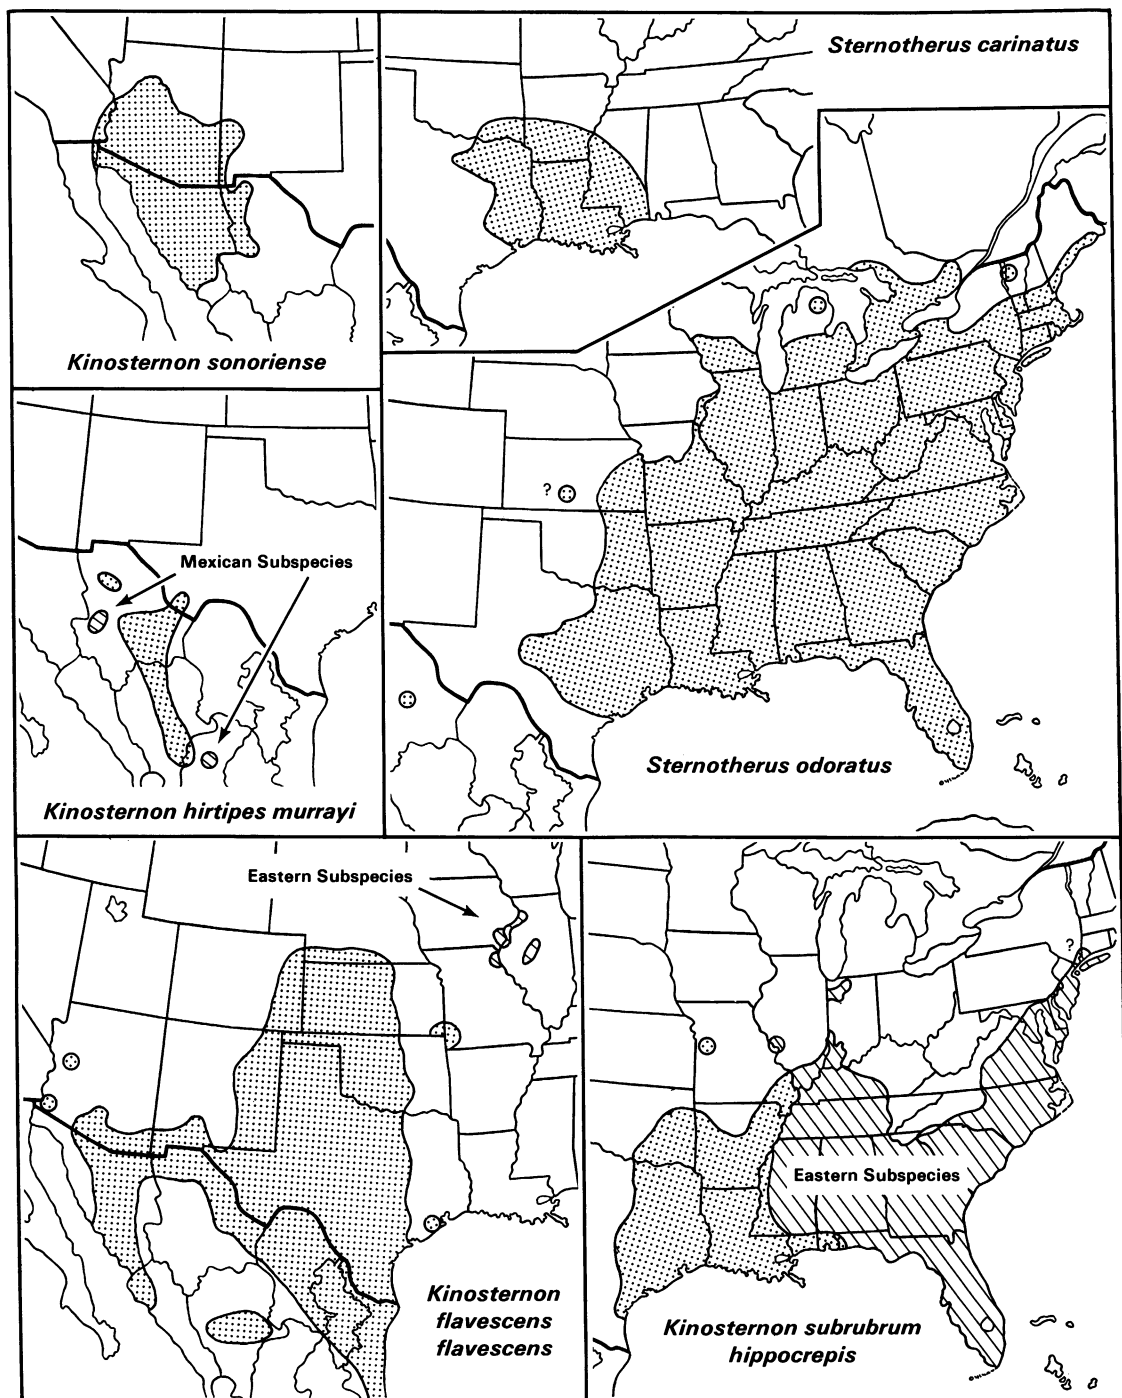 Sternotherus carinatus
Kinosternon sonoriense
?
Mexican Subspecies
Sternotherus odoratus
Kinosternon hirtipes murrayi
Eastern Subspecies
?
Eastern Subspecies
Kinosternon
flavescens
flavescens
Kinosternon subrubrum
hippocrepis